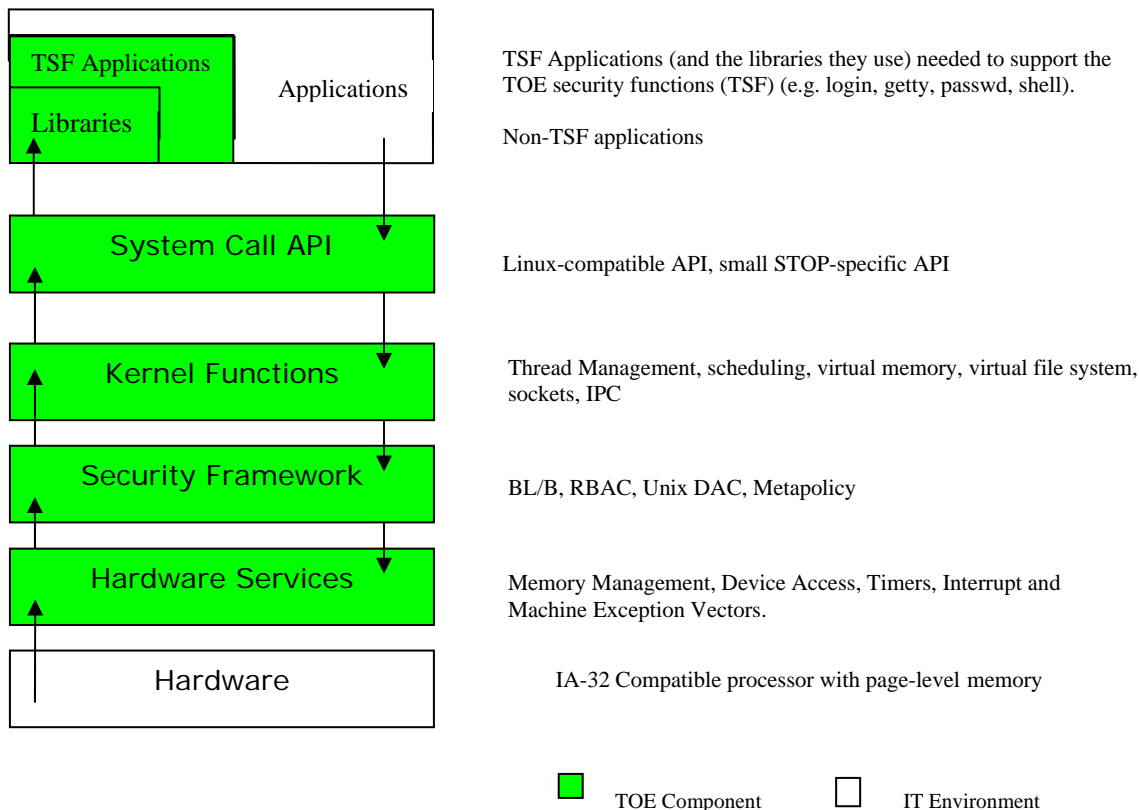 TSF Applications
Libraries
Applications
TSF Applications (and the libraries they use) needed to support the
TOE security functions (TSF) (e.g. login, getty, passwd, shell).
Non-TSF applications
System Call API
Linux-compatible API, small STOP-specific API
Kernel Functions
Thread Management, scheduling, virtual memory, virtual file system,
sockets, IPC
Security Framework
BL/B, RBAC, Unix DAC, Metapolicy
Hardware Services
Memory Management, Device Access, Timers, Interrupt and
Machine Exception Vectors.
Hardware
IA-32 Compatible processor with page-level memory
TOE Component
IT Environment